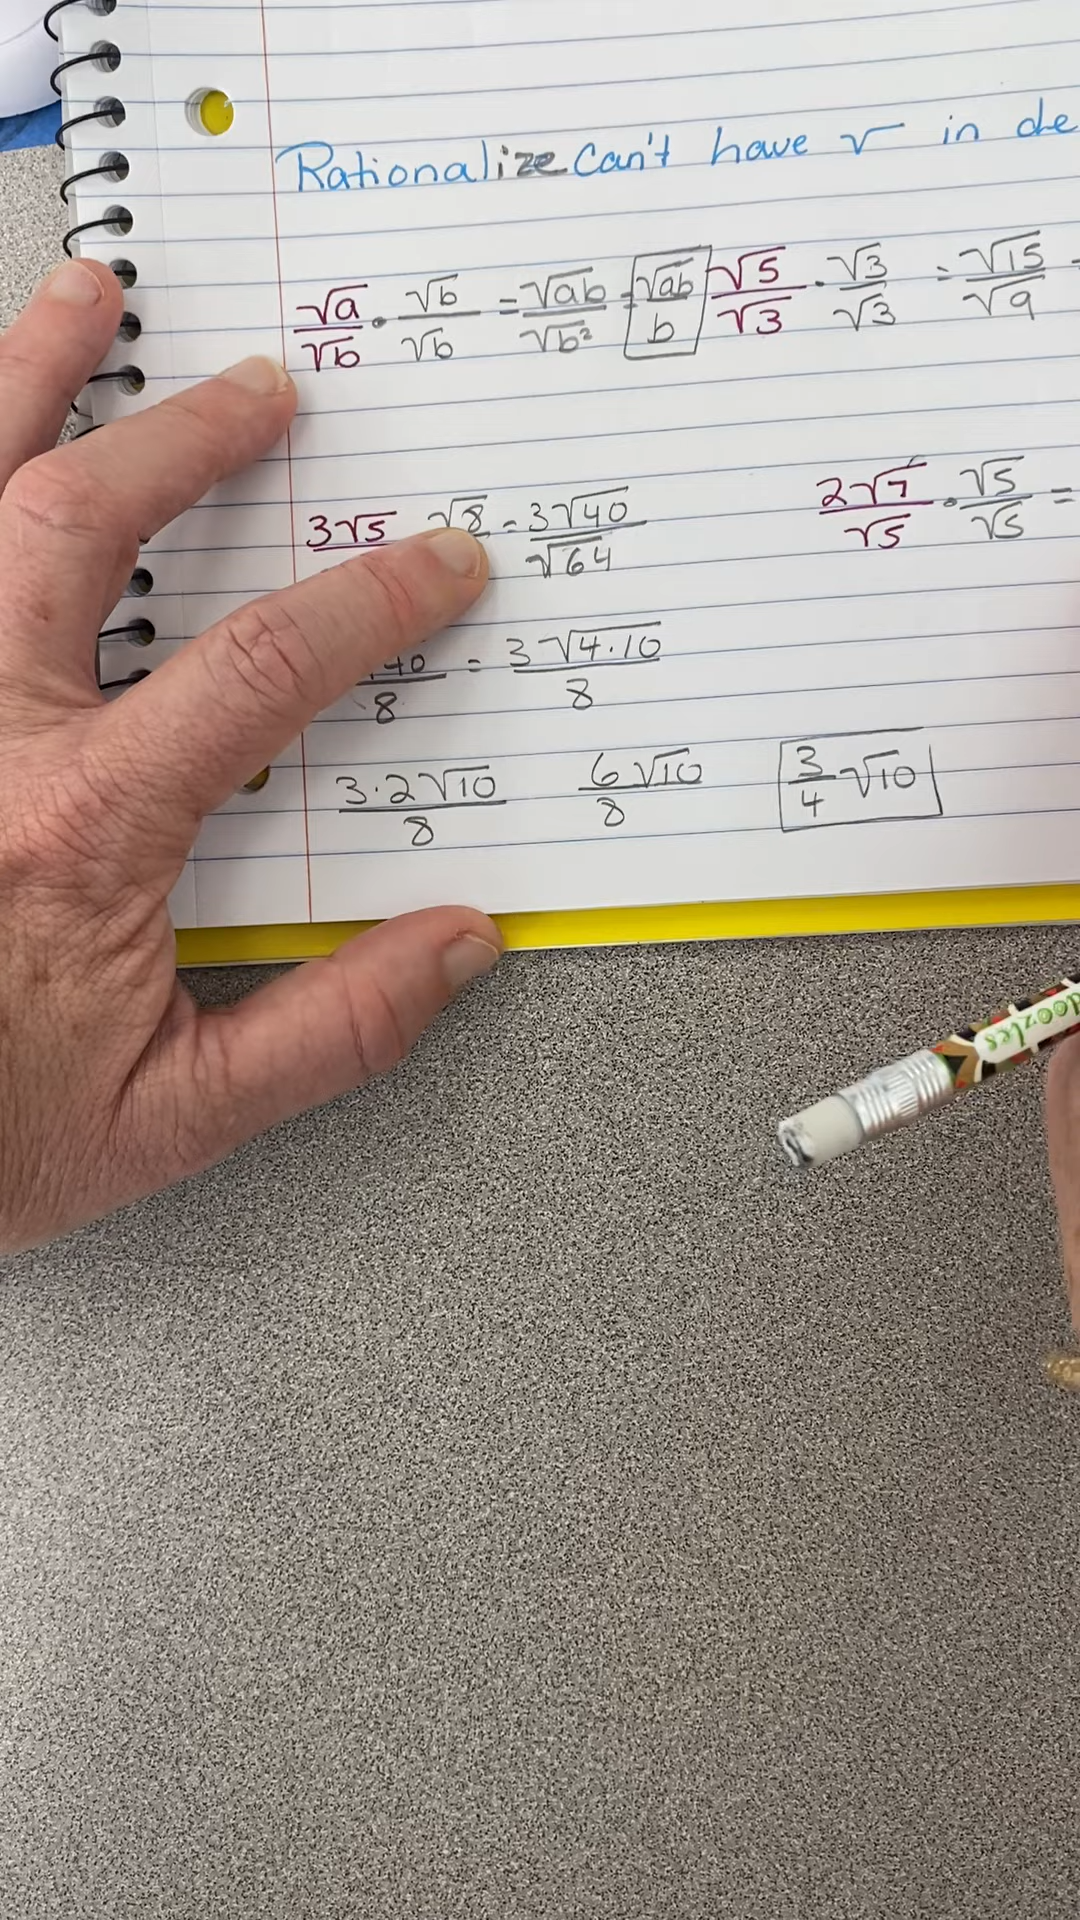 Rationalize Can't have √ in de
√a/√b • √b/√b = √ab/√b² = √ab/b
√5/√3 · √3/√3 = √15/√9
3√5 √8 = 3√40/√64
2√7/√5 • √5/√5 =
40/8 = 3√4·10/8
3·2√10/8 6√10/8 3/4 √10
doozles